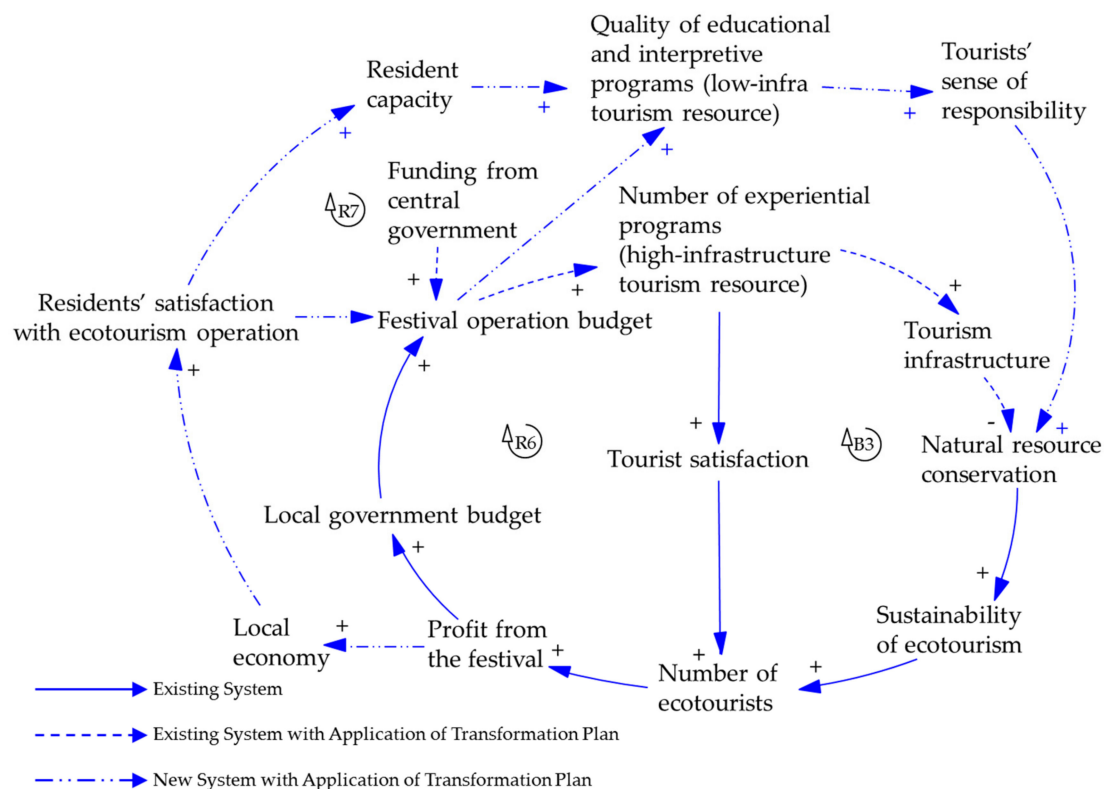 Quality of educational
and interpretive
programs (low-infra
tourism resource)
Tourists'
sense of
responsibility
Resident
capacity
+
+
+
+
+
Funding from
central
government
R7
Number of experiential
programs
(high-infrastructure
tourism resource)
+
+
+
Residents' satisfaction
with ecotourism operation
Festival operation budget
Tourism
infrastructure
+
+
R6
+
B3
-
+
Tourist satisfaction
Natural resource
conservation
Local government budget
+
+
Sustainability
of ecotourism
Local
economy
+
Profit from
the festival
+
+
+
Number of
ecotourists
Existing System
Existing System with Application of Transformation Plan
New System with Application of Transformation Plan